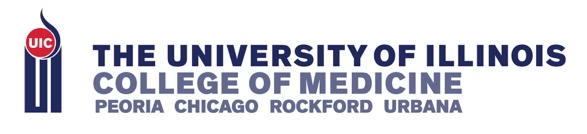 UIC
THE UNIVERSITY OF ILLINOIS
COLLEGE OF MEDICINE
PEORIA CHICAGO ROCKFORD URBANA